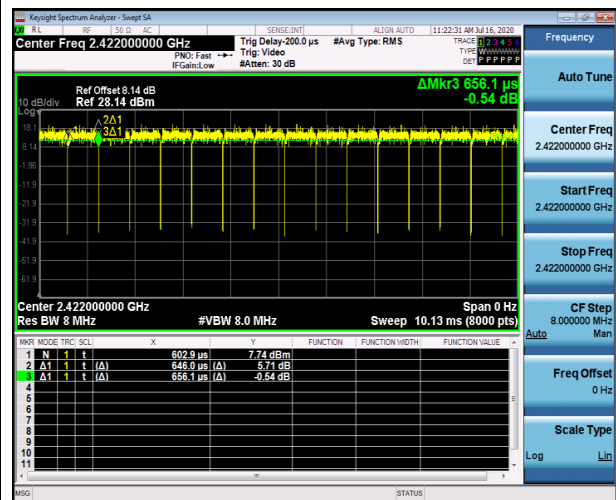 Keysight Spectrum Analyzer - Swept SA
RL RF 50 Ω AC SENSE:INT ALIGN AUTO 11:22:31 AM Jul 16, 2020
Center Freq 2.422000000 GHz
PNO: Fast
IFGain:Low
Trig Delay-200.0 µs
Trig: Video
#Atten: 30 dB
#Avg Type: RMS
TRACE 1 2 3 4 5 6
TYPE W
DET P P P P P P
Frequency
Ref Offset 8.14 dB
10 dB/div Ref 28.14 dBm
ΔMkr3 656.1 µs
-0.54 dB
Log
18.1
8.14
-1.86
-11.9
-21.9
-31.9
-41.9
-51.9
-61.9
2Δ1
3Δ1
Center 2.422000000 GHz Span 0 Hz
Res BW 8 MHz #VBW 8.0 MHz Sweep 10.13 ms (8000 pts)
MKR MODE TRC SCL X Y FUNCTION FUNCTION WIDTH FUNCTION VALUE
1 N 1 t 602.9 µs 7.74 dBm
2 Δ1 1 t (Δ) 646.0 µs (Δ) 5.71 dB
3 Δ1 1 t (Δ) 656.1 µs (Δ) -0.54 dB
4
5
6
7
8
9
10
11
MSG STATUS
Auto Tune
Center Freq
2.422000000 GHz
Start Freq
2.422000000 GHz
Stop Freq
2.422000000 GHz
CF Step
8.000000 MHz
Auto Man
Freq Offset
0 Hz
Scale Type
Log Lin